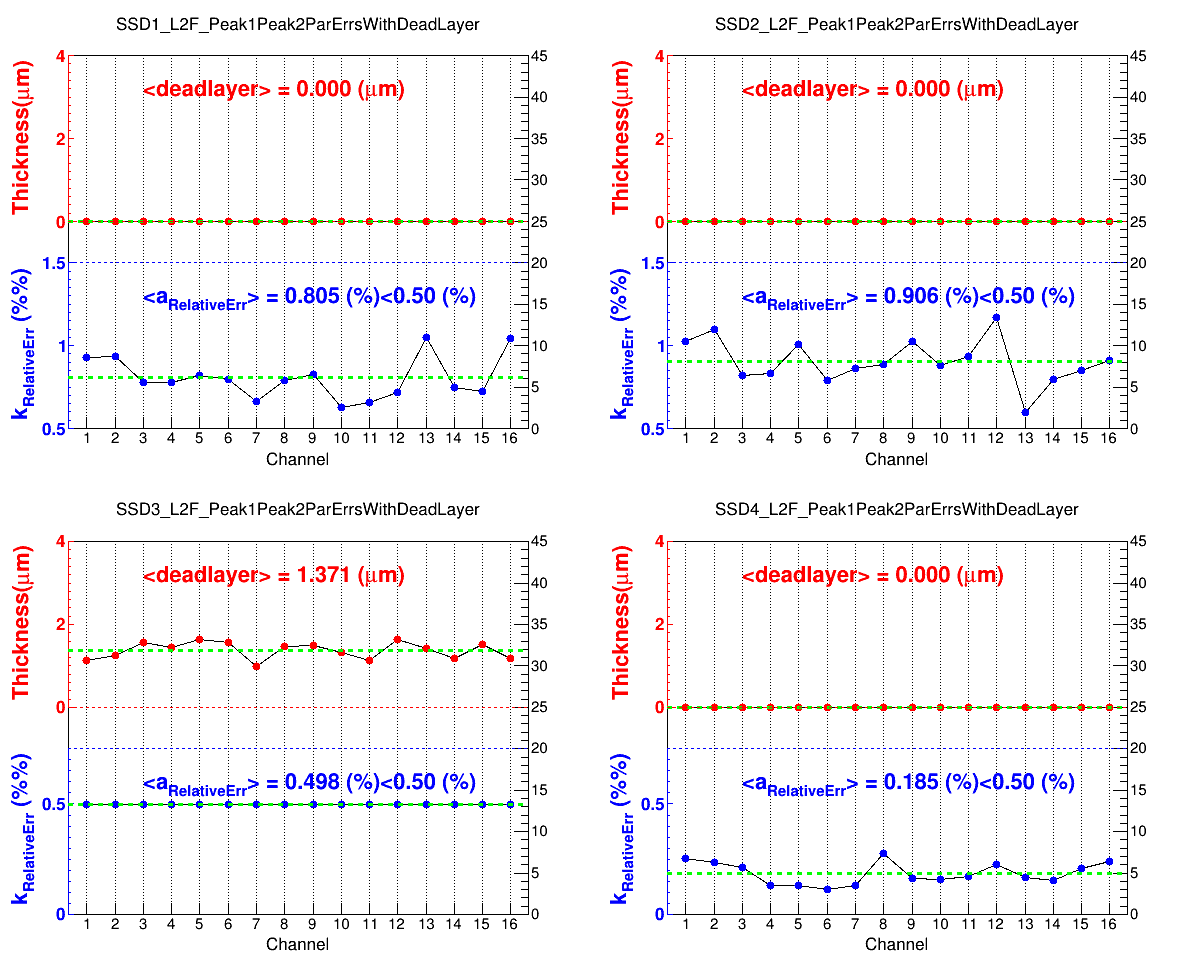 SSD1_L2F_Peak1Peak2ParErrsWithDeadLayer
Thickness(μm)
4
2
0
<deadlayer> = 0.000 (μm)
kRelativeErr (%%)
1.5
1
0.5
<aRelativeErr> = 0.805 (%)<0.50 (%)
45
40
35
30
25
20
15
10
5
0
1 2 3 4 5 6 7 8 9 10 11 12 13 14 15 16
Channel
SSD2_L2F_Peak1Peak2ParErrsWithDeadLayer
Thickness(μm)
4
2
0
<deadlayer> = 0.000 (μm)
kRelativeErr (%%)
1.5
1
0.5
<aRelativeErr> = 0.906 (%)<0.50 (%)
45
40
35
30
25
20
15
10
5
0
1 2 3 4 5 6 7 8 9 10 11 12 13 14 15 16
Channel
SSD3_L2F_Peak1Peak2ParErrsWithDeadLayer
Thickness(μm)
4
2
0
<deadlayer> = 1.371 (μm)
kRelativeErr (%%)
0.5
0
<aRelativeErr> = 0.498 (%)<0.50 (%)
45
40
35
30
25
20
15
10
5
0
1 2 3 4 5 6 7 8 9 10 11 12 13 14 15 16
Channel
SSD4_L2F_Peak1Peak2ParErrsWithDeadLayer
Thickness(μm)
4
2
0
<deadlayer> = 0.000 (μm)
kRelativeErr (%%)
0.5
0
<aRelativeErr> = 0.185 (%)<0.50 (%)
45
40
35
30
25
20
15
10
5
0
1 2 3 4 5 6 7 8 9 10 11 12 13 14 15 16
Channel